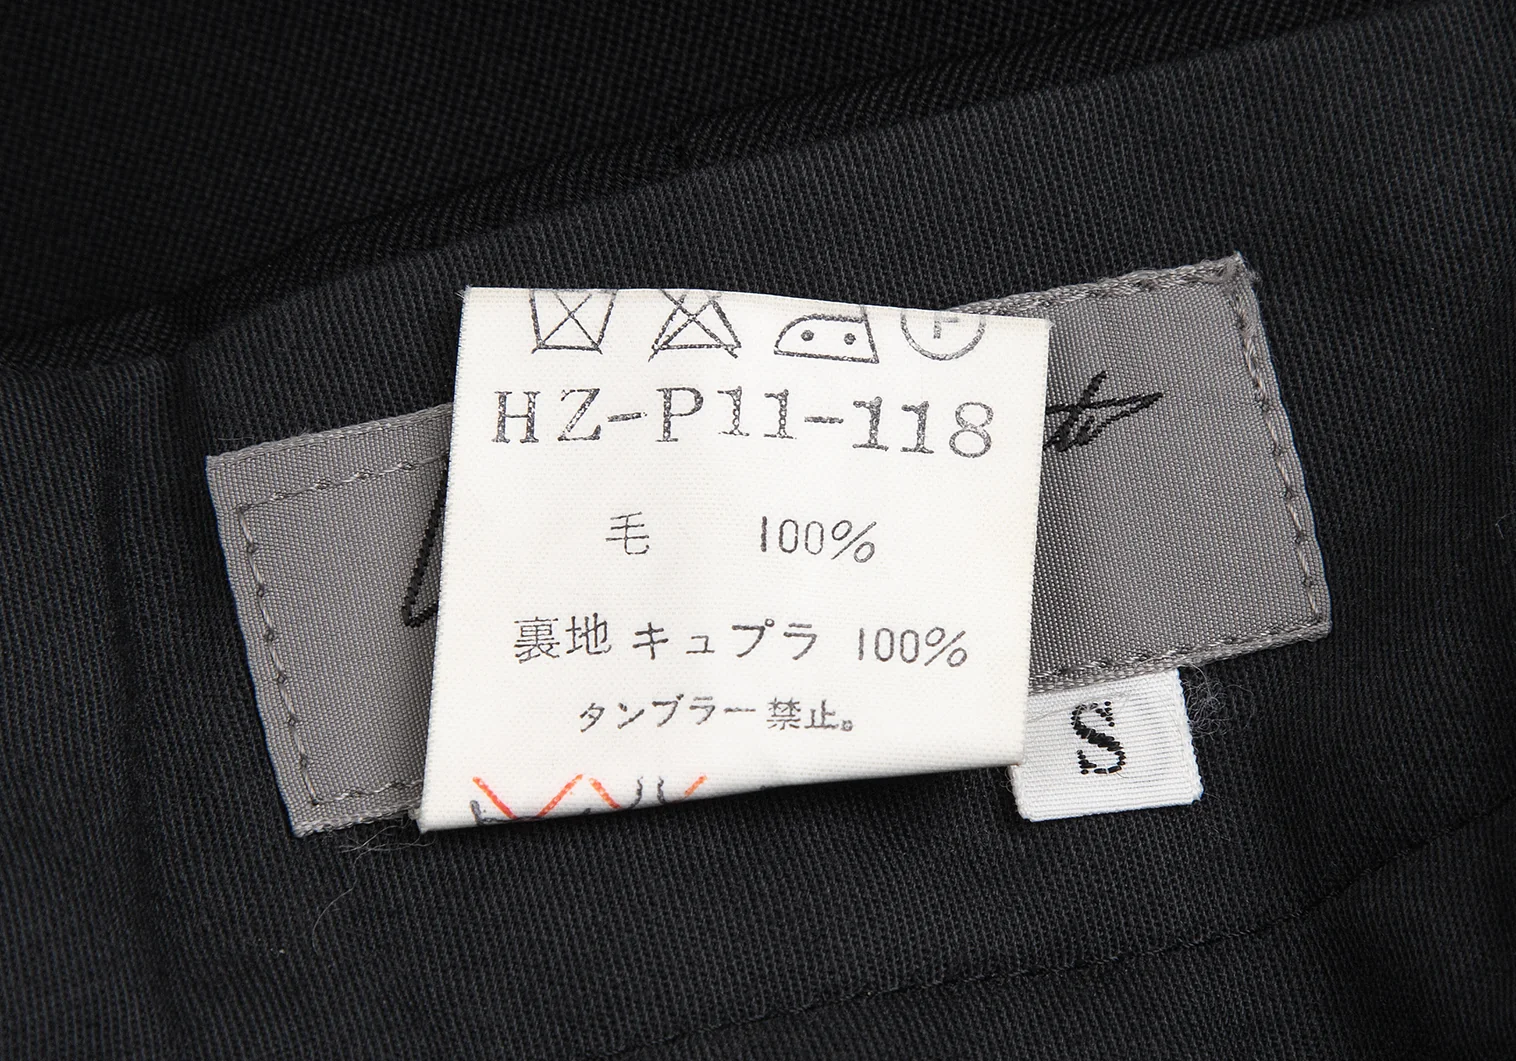 HZ-P11-118
毛 100%
裏地 キュプラ 100%
タンブラー禁止。
S